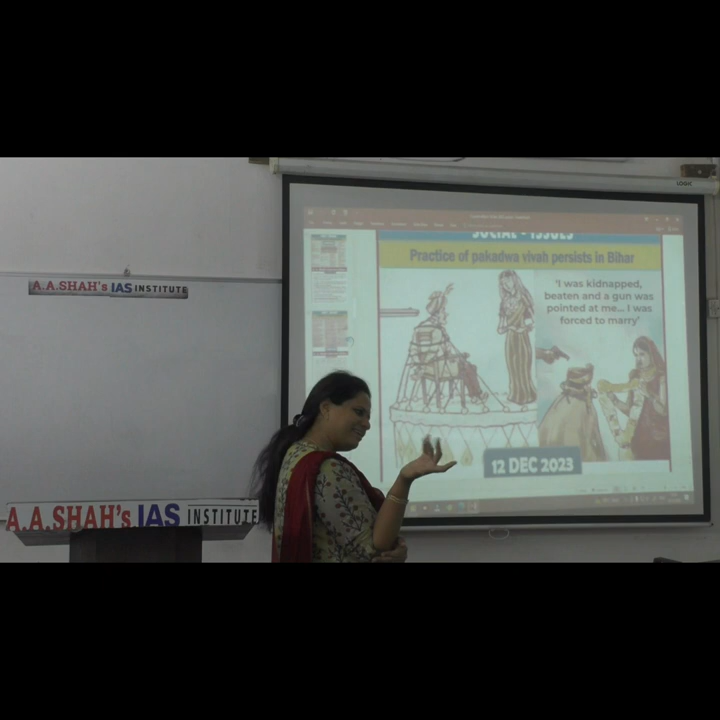 LOGIC
SOCIAL - ISSUES
Practice of pakadwa vivah persists in Bihar
'I was kidnapped,
beaten and a gun was
pointed at me... I was
forced to marry'
12 DEC 2023
A.A.SHAH's IAS INSTITUTE
A.A.SHAH's IAS INSTITUTE